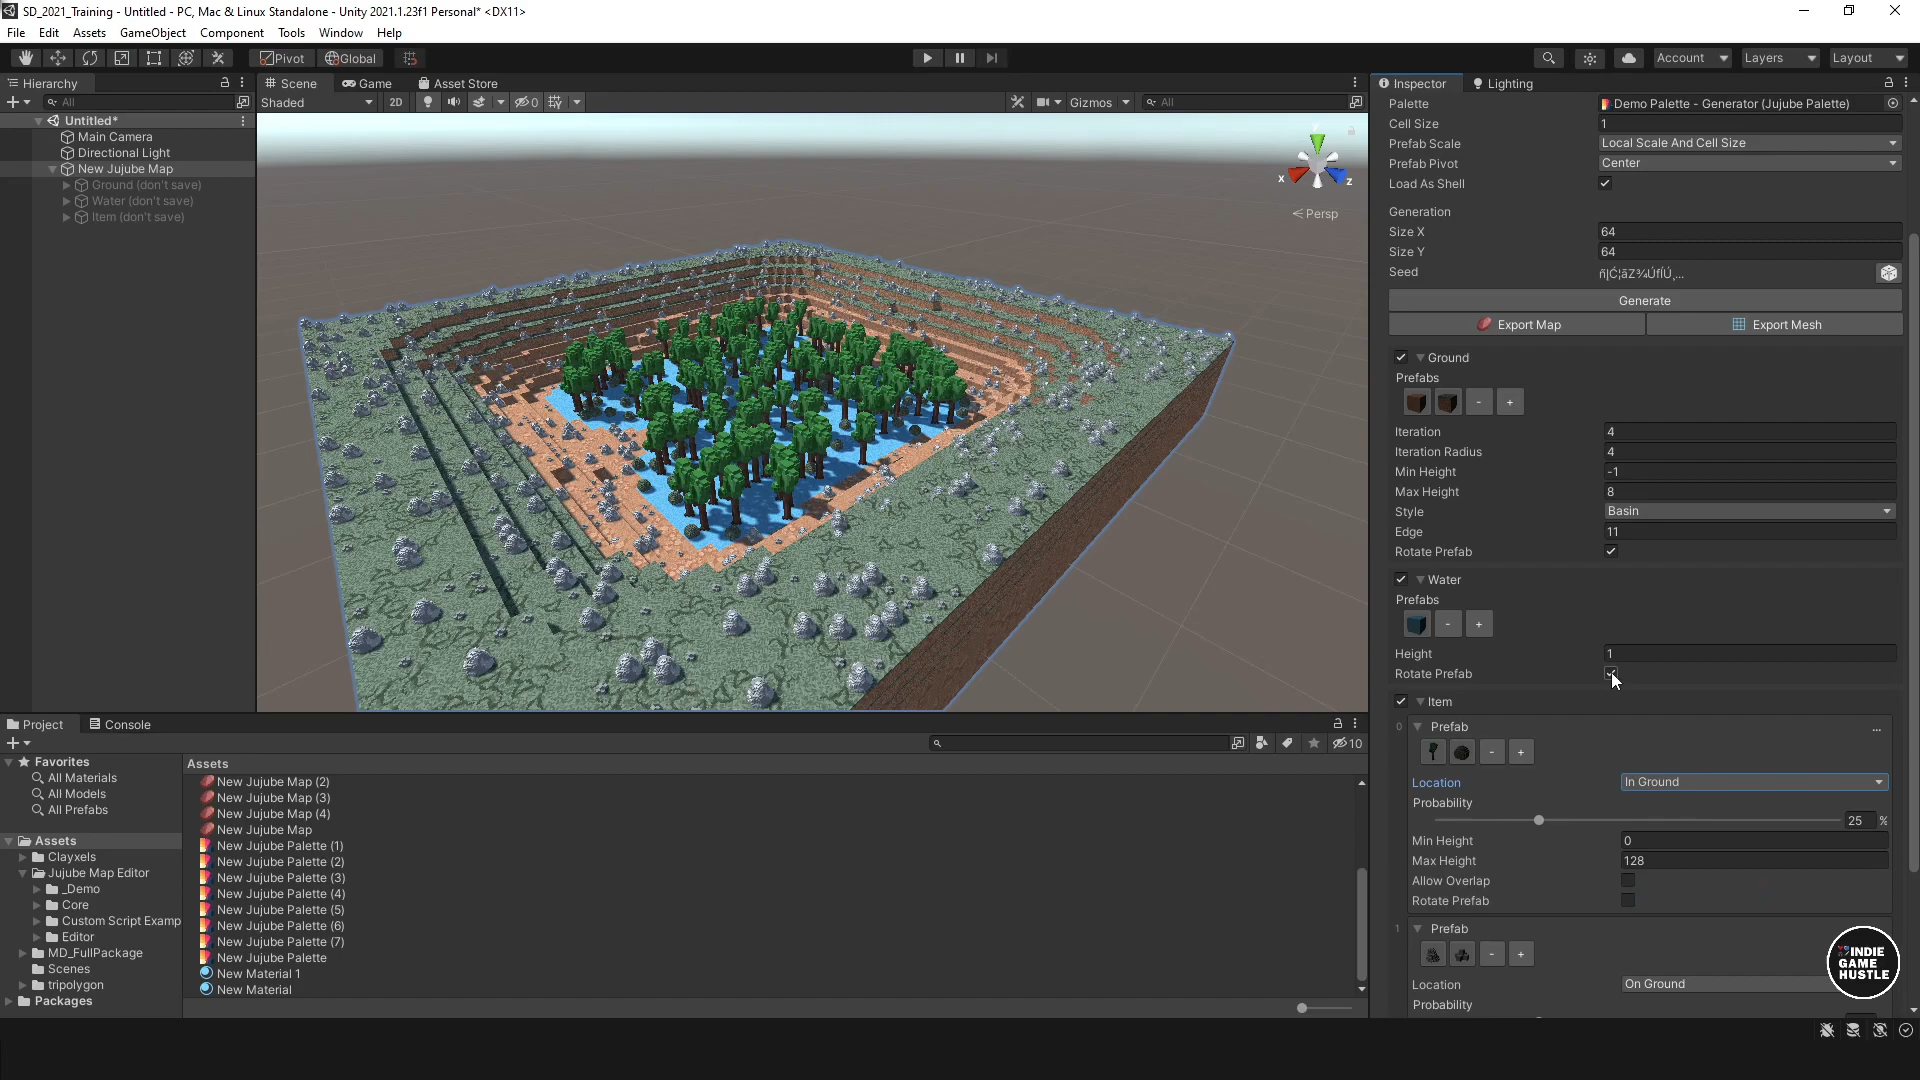 SD_2021_Training - Untitled - PC, Mac & Linux Standalone - Unity 2021.1.23f1 Personal* <DX11>
File Edit Assets GameObject Component Tools Window Help
Pivot Global
Account Layers Layout
Hierarchy
All
Untitled*
Main Camera
Directional Light
New Jujube Map
Ground (don't save)
Water (don't save)
Item (don't save)
Scene Game Asset Store
Shaded 2D 0 Gizmos All
Y
X Z
Persp
Inspector Lighting
Palette Demo Palette - Generator (Jujube Palette)
Cell Size 1
Prefab Scale Local Scale And Cell Size
Prefab Pivot Center
Load As Shell
Generation
Size X 64
Size Y 64
Seed
Generate
Export Map Export Mesh
Ground
Prefabs
- +
Iteration 4
Iteration Radius 4
Min Height -1
Max Height 8
Style Basin
Edge 11
Rotate Prefab
Water
Prefabs
- +
Height 1
Rotate Prefab
Item
0 Prefab ...
- +
Location In Ground
Probability
25 %
Min Height 0
Max Height 128
Allow Overlap
Rotate Prefab
1 Prefab
- +
Location On Ground
Probability
INDIE
GAME
HUSTLE
Project Console
10
Favorites
All Materials
All Models
All Prefabs
Assets
Clayxels
Jujube Map Editor
_Demo
Core
Custom Script Examp
Editor
MD_FullPackage
Scenes
tripolygon
Packages
Assets
New Jujube Map (2)
New Jujube Map (3)
New Jujube Map (4)
New Jujube Map
New Jujube Palette (1)
New Jujube Palette (2)
New Jujube Palette (3)
New Jujube Palette (4)
New Jujube Palette (5)
New Jujube Palette (6)
New Jujube Palette (7)
New Jujube Palette
New Material 1
New Material